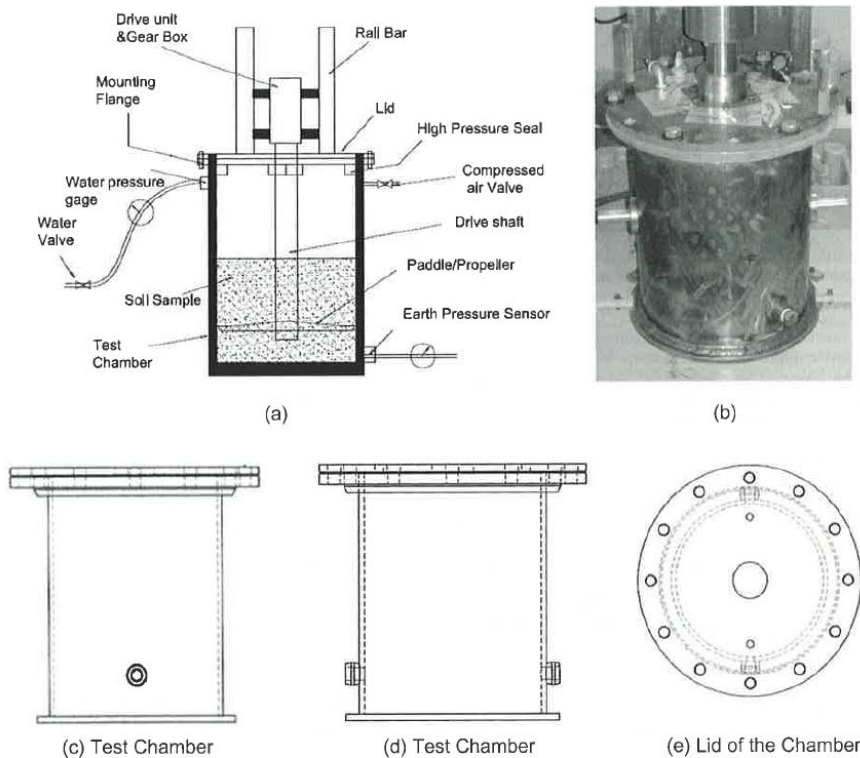 Drive unit
&Gear Box
Rail Bar
Mounting
Flange
Lid
High Pressure Seal
Water pressure
gage
Compressed
air Valve
Water
Valve
Drive shaft
Paddle/Propeller
Soil Sample
Earth Pressure Sensor
Test
Chamber
(a)
(b)
(c) Test Chamber
(d) Test Chamber
(e) Lid of the Chamber